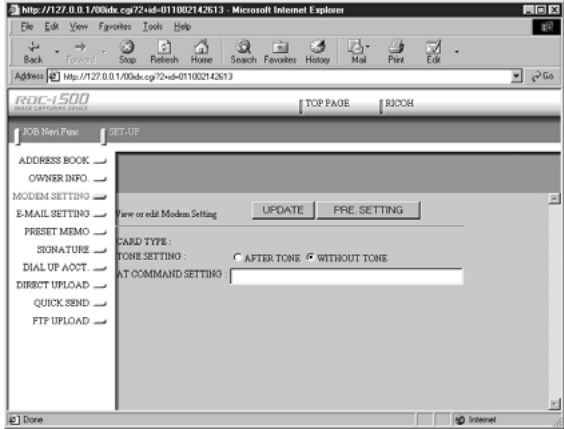 http://127.0.0.1/00idx.cgi?2+id=011002142613 - Microsoft Internet Explorer
File Edit View Favorites Tools Help
Back Forward Stop Refresh Home Search Favorites History Mail Print Edit
Address http://127.0.0.1/00idx.cgi?2+id=011002142613 Go
RDC-i500
IMAGE CAPTURING DEVICE
TOP PAGE RICOH
JOB Navi.Func. SET-UP
ADDRESS BOOK
OWNER INFO.
MODEM SETTING
E-MAIL SETTING
PRESET MEMO
SIGNATURE
DIAL UP ACCT.
DIRECT UPLOAD
QUICK SEND
FTP UPLOAD
View or edit Modem Setting UPDATE PRE. SETTING
CARD TYPE :
TONE SETTING : AFTER TONE WITHOUT TONE
AT COMMAND SETTING :
Done Internet